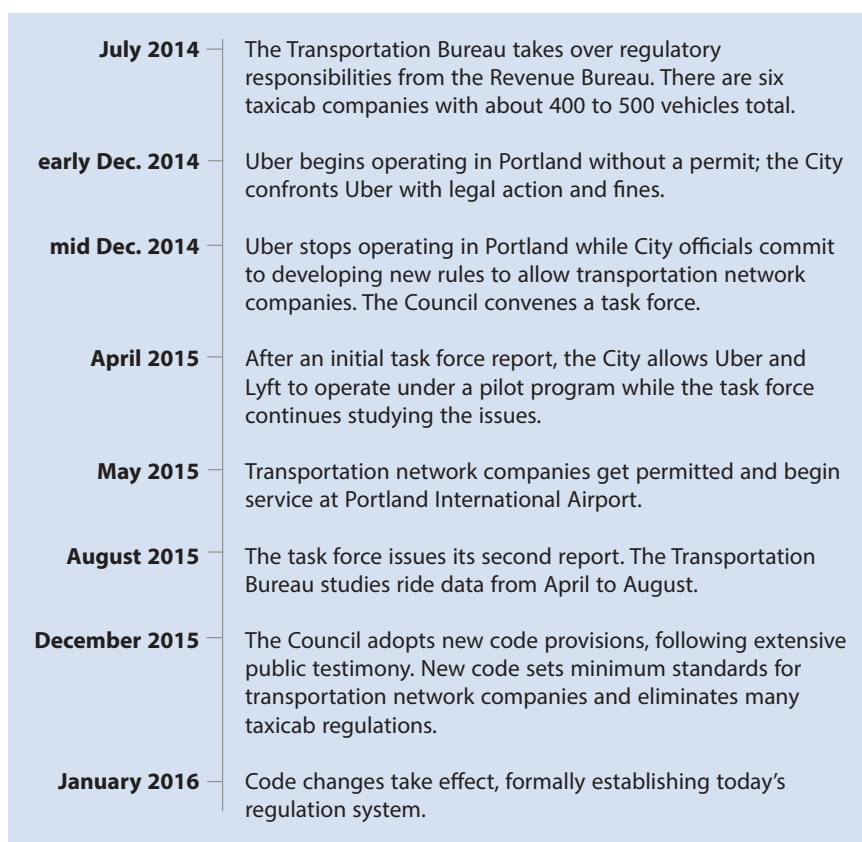 July 2014
The Transportation Bureau takes over regulatory
responsibilities from the Revenue Bureau. There are six
taxicab companies with about 400 to 500 vehicles total.
early Dec. 2014
Uber begins operating in Portland without a permit; the City
confronts Uber with legal action and fines.
mid Dec. 2014
Uber stops operating in Portland while City officials commit
to developing new rules to allow transportation network
companies. The Council convenes a task force.
April 2015
After an initial task force report, the City allows Uber and
Lyft to operate under a pilot program while the task force
continues studying the issues.
May 2015
Transportation network companies get permitted and begin
service at Portland International Airport.
August 2015
The task force issues its second report. The Transportation
Bureau studies ride data from April to August.
December 2015
The Council adopts new code provisions, following extensive
public testimony. New code sets minimum standards for
transportation network companies and eliminates many
taxicab regulations.
January 2016
Code changes take effect, formally establishing today's
regulation system.